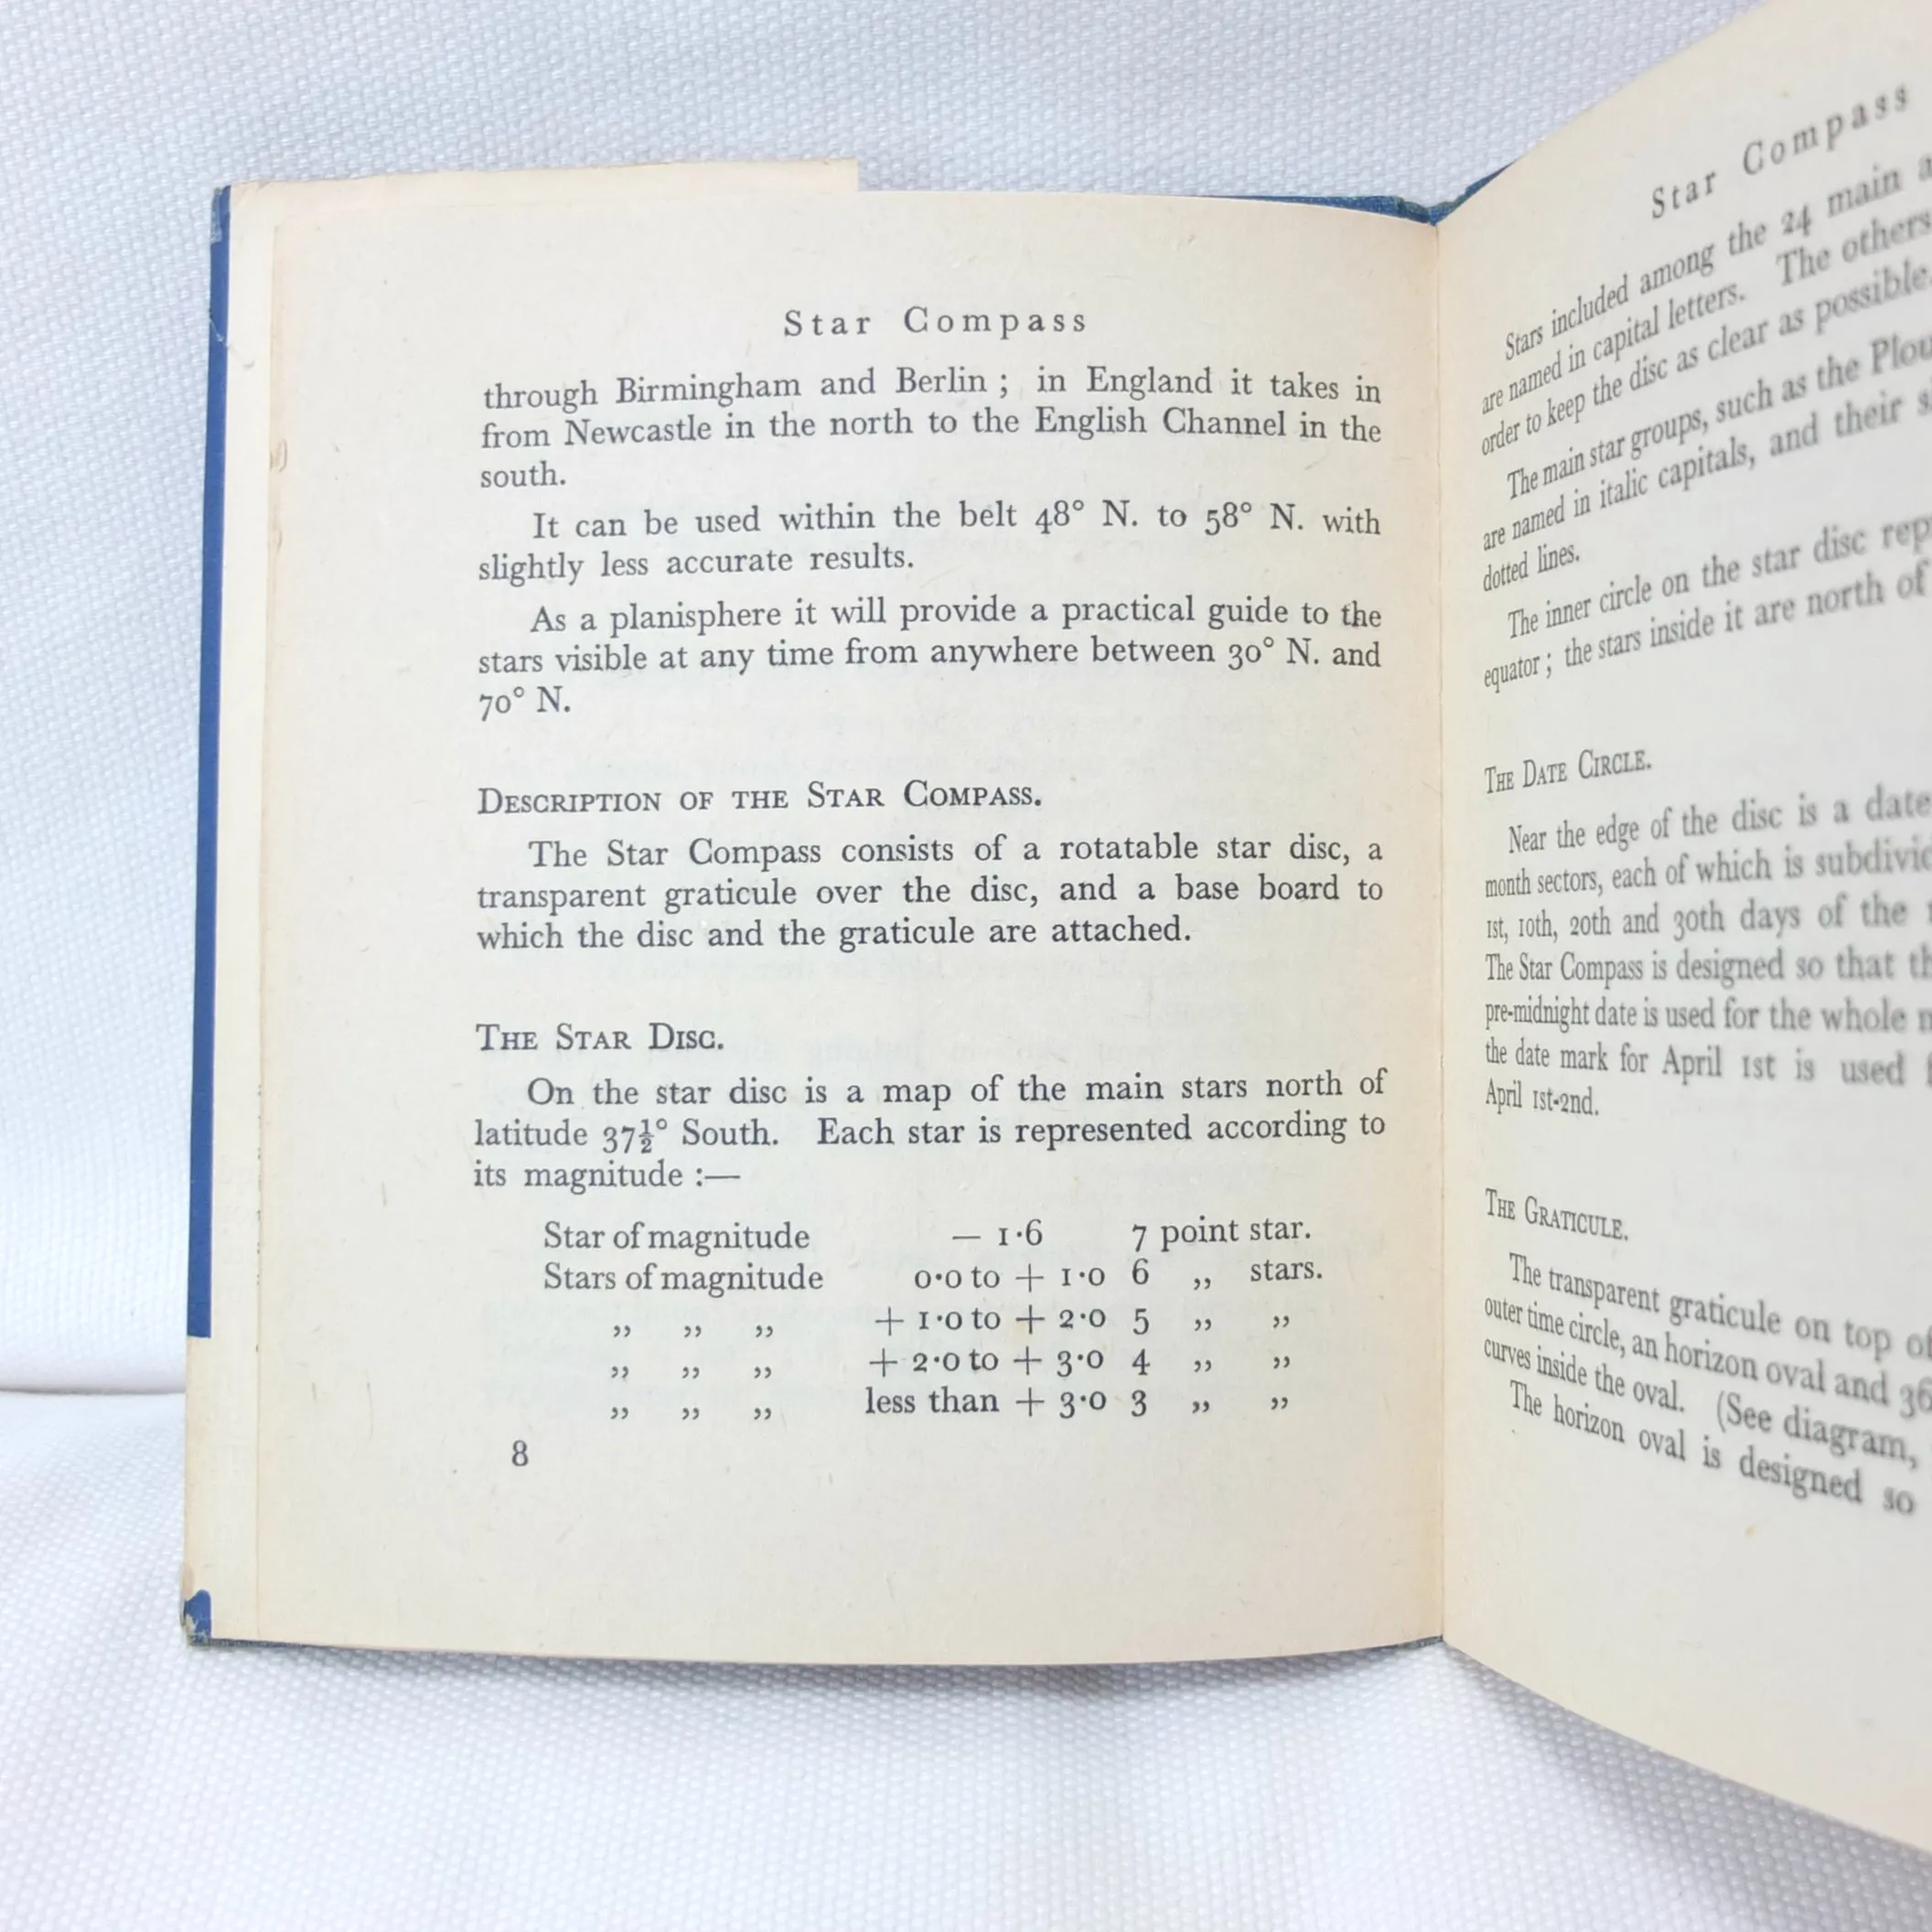 Star Compass
through Birmingham and Berlin ; in England it takes in
from Newcastle in the north to the English Channel in the
south.
It can be used within the belt 48° N. to 58° N. with
slightly less accurate results.
As a planisphere it will provide a practical guide to the
stars visible at any time from anywhere between 30° N. and
70° N.
DESCRIPTION OF THE STAR COMPASS.
The Star Compass consists of a rotatable star disc, a
transparent graticule over the disc, and a base board to
which the disc and the graticule are attached.
THE STAR DISC.
On the star disc is a map of the main stars north of
latitude 37½° South. Each star is represented according to
its magnitude :—
Star of magnitude — 1·6 7 point star.
Stars of magnitude 0·0 to + 1·0 6 ,, stars.
,, ,, ,, + 1·0 to + 2·0 5 ,, ,,
,, ,, ,, + 2·0 to + 3·0 4 ,, ,,
,, ,, ,, less than + 3·0 3 ,, ,,
8
Star Compass
Stars included among the 24 main
are named in capital letters. The others
order to keep the disc as clear as possible.
The main star groups, such as the
are named in italic capitals, and their
dotted lines.
The inner circle on the star disc
equator ; the stars inside it are north of
THE DATE CIRCLE.
Near the edge of the disc is a date
month sectors, each of which is
1st, 10th, 20th and 30th days of the
The Star Compass is designed so that
pre-midnight date is used for the whole
the date mark for April 1st is used
April 1st-2nd.
THE GRATICULE.
The transparent graticule on top of
outer time circle, an horizon oval and 36
curves inside the oval. (See diagram,
The horizon oval is designed so